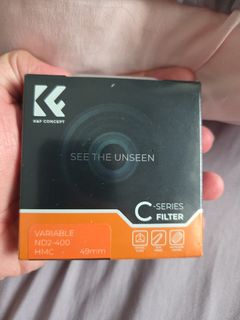 K&F CONCEPT
SEE THE UNSEEN
C-SERIES
FILTER
VARIABLE
ND2-400
HMC 49mm